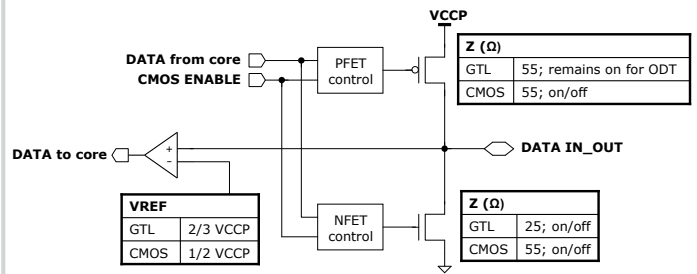 VCCP
DATA from core
CMOS ENABLE
PFET
control
Z (Ω)
GTL 55; remains on for ODT
CMOS 55; on/off
DATA to core
+
−
DATA IN_OUT
VREF
GTL 2/3 VCCP
CMOS 1/2 VCCP
NFET
control
Z (Ω)
GTL 25; on/off
CMOS 55; on/off